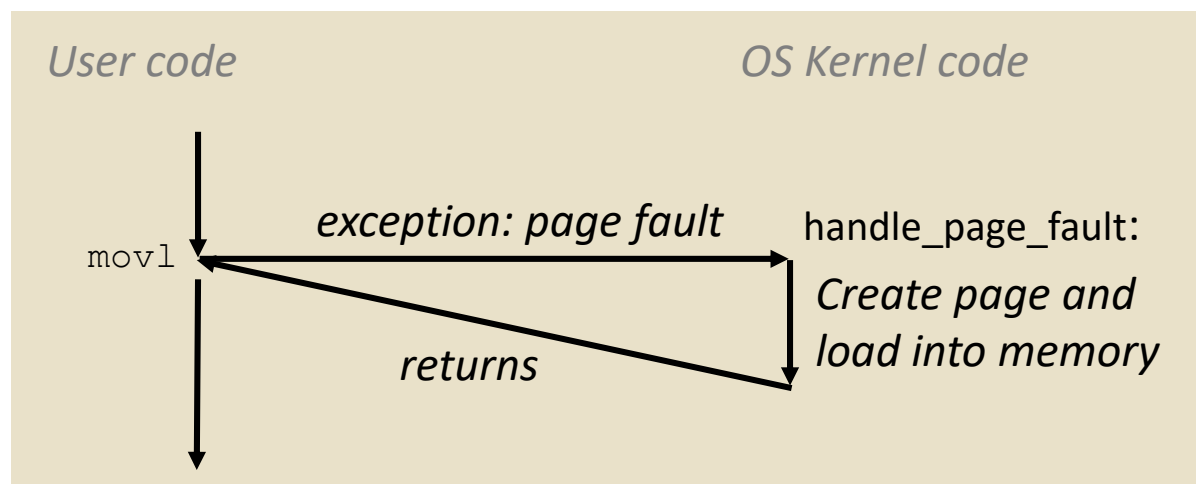 User code
OS Kernel code
exception: page fault
handle_page_fault:
movl
Create page and
load into memory
returns